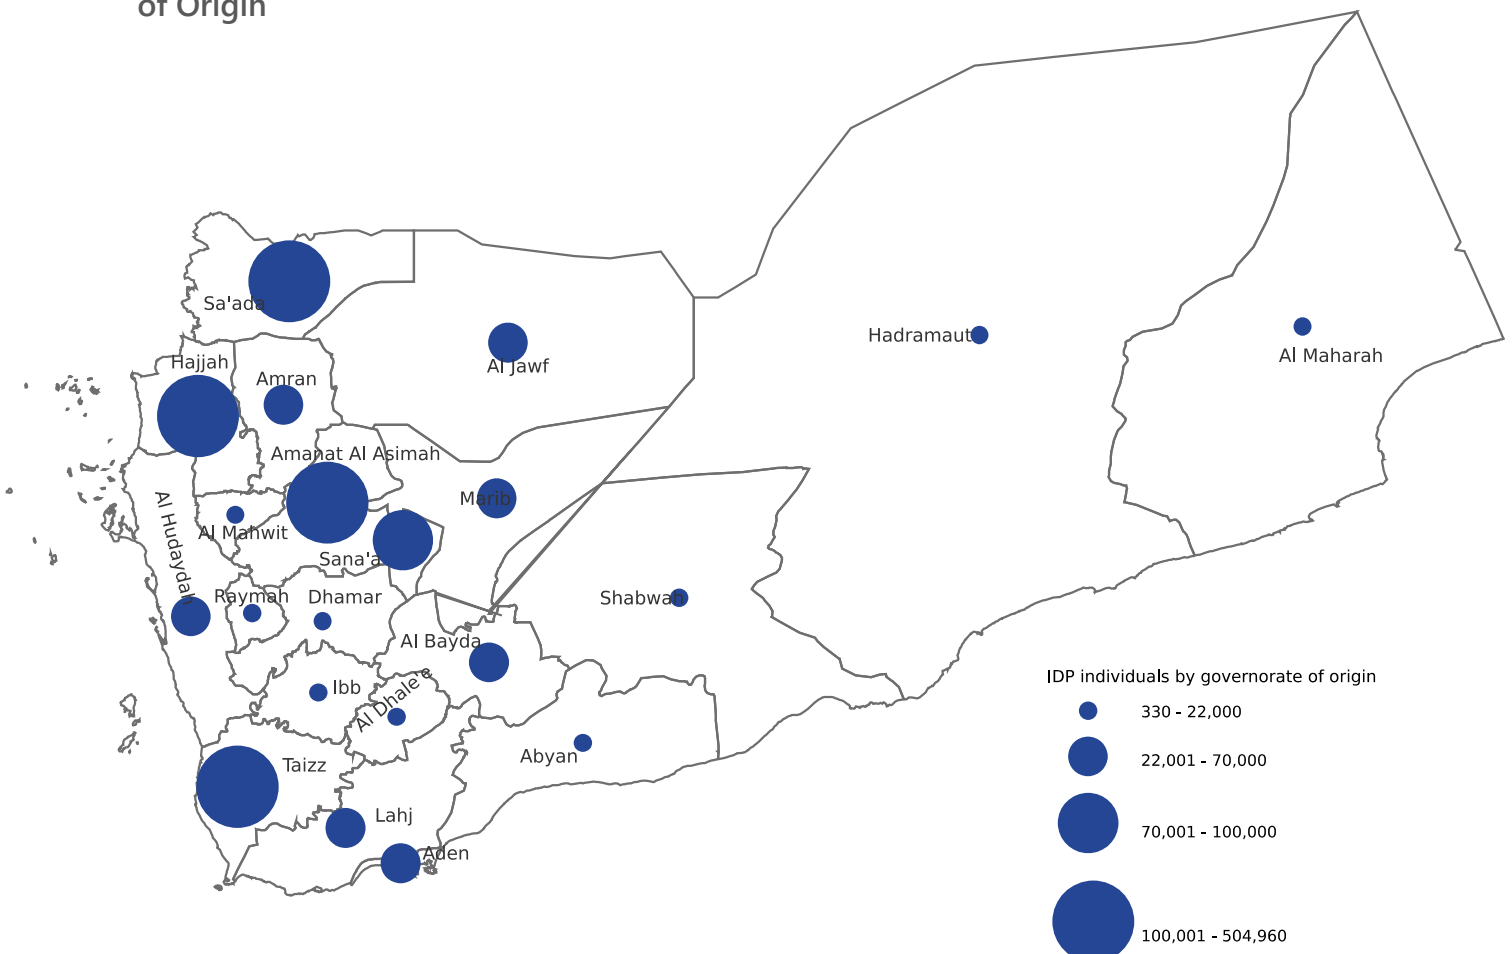 of Origin
Sa'ada
Hadramaut
Al Maharah
Hajjah
Al Jawf
Amran
Amanat Al Asimah
Marib
Al Hudaydah
Al Mahwit
Sana'a
Raymah
Dhamar
Shabwah
Al Bayda
Ibb
Al Dhale'e
Abyan
Taizz
Lahj
Aden
IDP individuals by governorate of origin
330 - 22,000
22,001 - 70,000
70,001 - 100,000
100,001 - 504,960